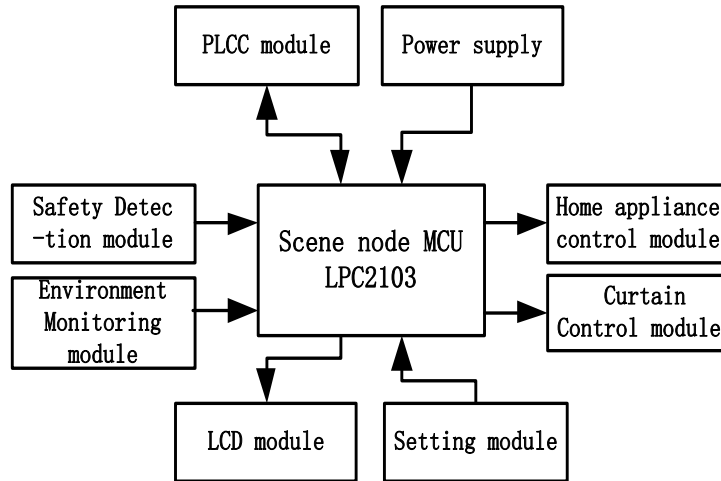 PLCC module
Power supply
Safety Detec
-tion module
Scene node MCU
LPC2103
Home appliance
control module
Environment
Monitoring
module
Curtain
Control module
LCD module
Setting module